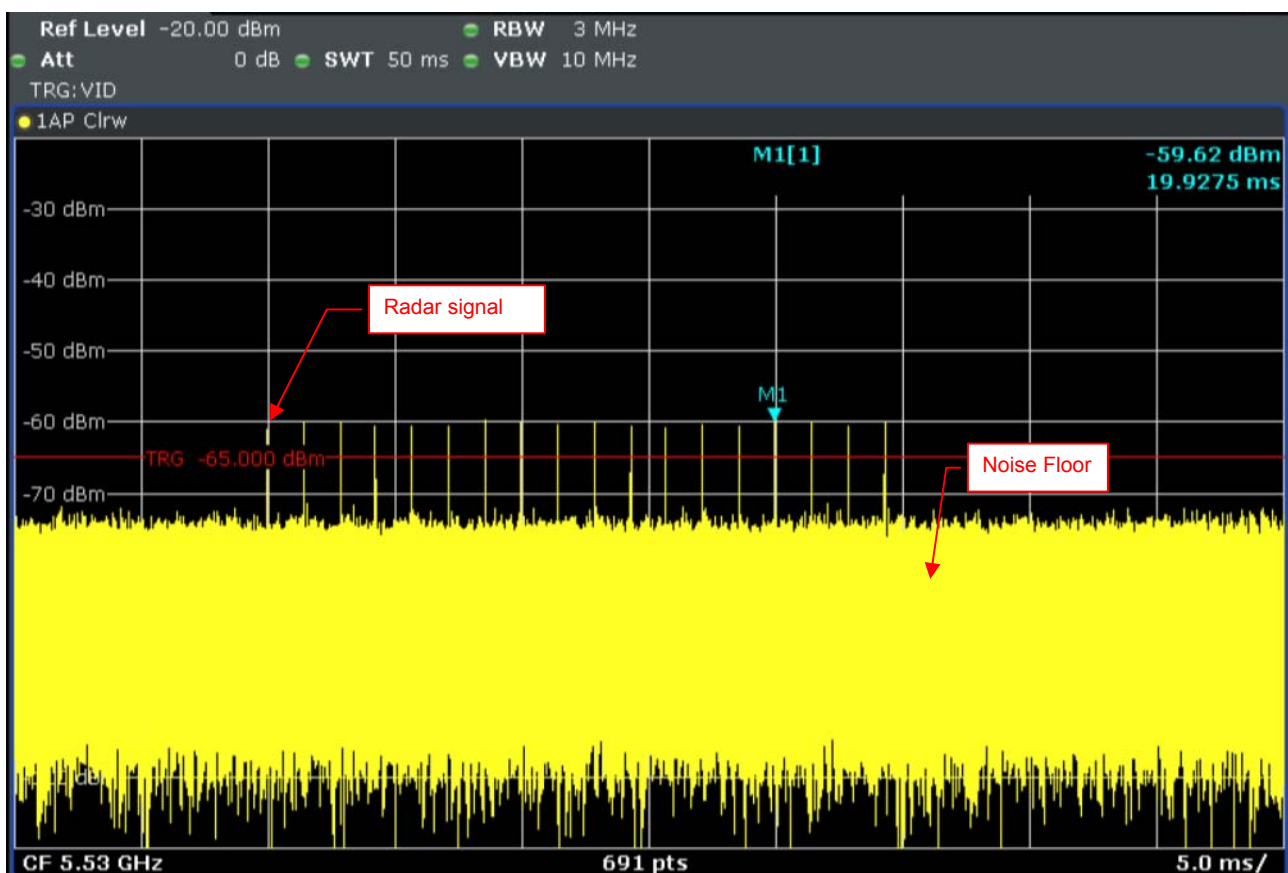 Ref Level -20.00 dBm RBW 3 MHz
Att 0 dB SWT 50 ms VBW 10 MHz
TRG:VID
1AP Clrw
M1[1] -59.62 dBm
19.9275 ms
-30 dBm
-40 dBm
Radar signal
-50 dBm
M1
-60 dBm
TRG -65.000 dBm
Noise Floor
-70 dBm
CF 5.53 GHz 691 pts 5.0 ms/